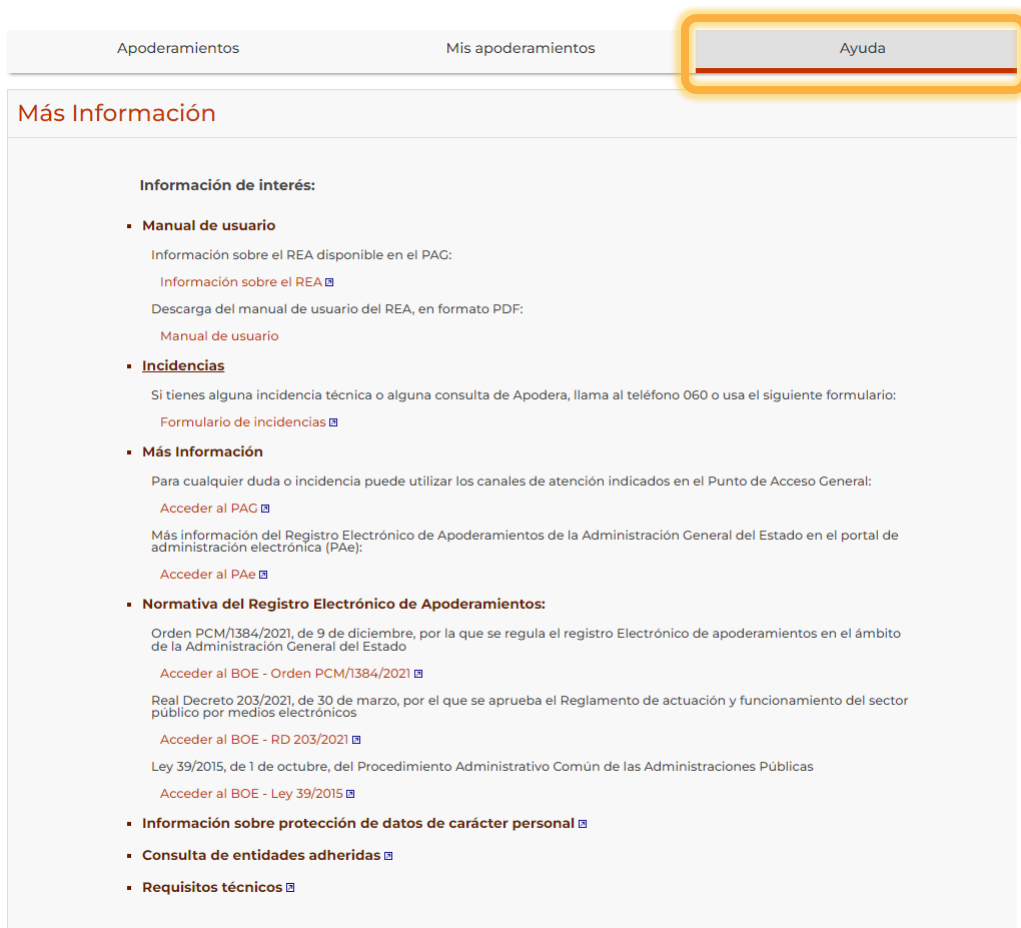 Apoderamientos
Mis apoderamientos
Ayuda
Más Información
Información de interés:
Manual de usuario
Información sobre el REA disponible en el PAG:
Información sobre el REA
Descarga del manual de usuario del REA, en formato PDF:
Manual de usuario
Incidencias
Si tienes alguna incidencia técnica o alguna consulta de Apodera, llama al teléfono 060 o usa el siguiente formulario:
Formulario de incidencias
Más Información
Para cualquier duda o incidencia puede utilizar los canales de atención indicados en el Punto de Acceso General:
Acceder al PAG
Más información del Registro Electrónico de Apoderamientos de la Administración General del Estado en el portal de
administración electrónica (PAe):
Acceder al PAe
Normativa del Registro Electrónico de Apoderamientos:
Orden PCM/1384/2021, de 9 de diciembre, por la que se regula el registro Electrónico de apoderamientos en el ámbito
de la Administración General del Estado
Acceder al BOE - Orden PCM/1384/2021
Real Decreto 203/2021, de 30 de marzo, por el que se aprueba el Reglamento de actuación y funcionamiento del sector
público por medios electrónicos
Acceder al BOE - RD 203/2021
Ley 39/2015, de 1 de octubre, del Procedimiento Administrativo Común de las Administraciones Públicas
Acceder al BOE - Ley 39/2015
Información sobre protección de datos de carácter personal
Consulta de entidades adheridas
Requisitos técnicos